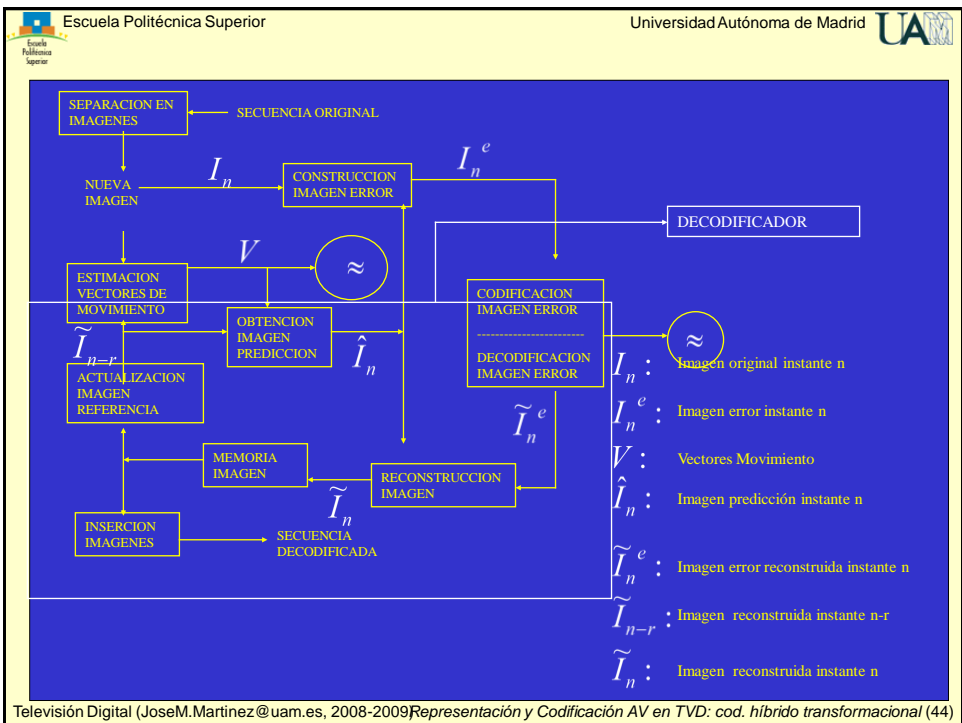 Escuela Politécnica Superior
Universidad Autónoma de Madrid
UAM
Escuela
Politécnica
Superior
SEPARACION EN
IMAGENES
SECUENCIA ORIGINAL
I_n
I_n^e
NUEVA
IMAGEN
CONSTRUCCION
IMAGEN ERROR
DECODIFICADOR
V
≈
ESTIMACION
VECTORES DE
MOVIMIENTO
CODIFICACION
IMAGEN ERROR
------------------------
DECODIFICACION
IMAGEN ERROR
OBTENCION
IMAGEN
PREDICCION
≈
Ĩ_{n−r}
Î_n
ACTUALIZACION
IMAGEN
REFERENCIA
Ĩ_n^e
MEMORIA
IMAGEN
RECONSTRUCCION
IMAGEN
Ĩ_n
INSERCION
IMAGENES
SECUENCIA
DECODIFICADA
I_n : Imagen original instante n
I_n^e : Imagen error instante n
V : Vectores Movimiento
Î_n : Imagen predicción instante n
Ĩ_n^e : Imagen error reconstruida instante n
Ĩ_{n−r} : Imagen reconstruida instante n-r
Ĩ_n : Imagen reconstruida instante n
Televisión Digital (JoseM.Martinez@uam.es, 2008-2009)
Representación y Codificación AV en TVD: cod. híbrido transformacional (44)